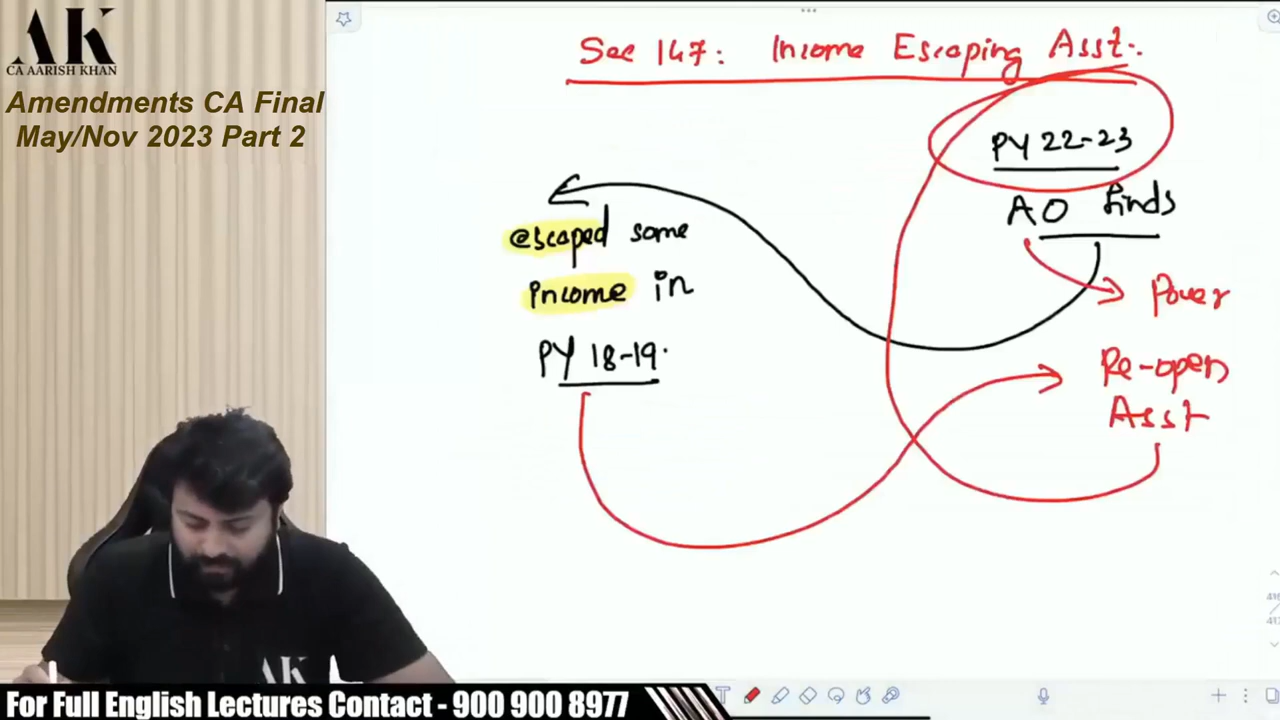 AK
CA AARISH KHAN
Amendments CA Final
May/Nov 2023 Part 2
Sec 147: Income Escaping Asst.
PY 22-23
AO finds
escaped some
income in
PY 18-19.
Power
Re-open
Asst
AK
For Full English Lectures Contact - 900 900 8977